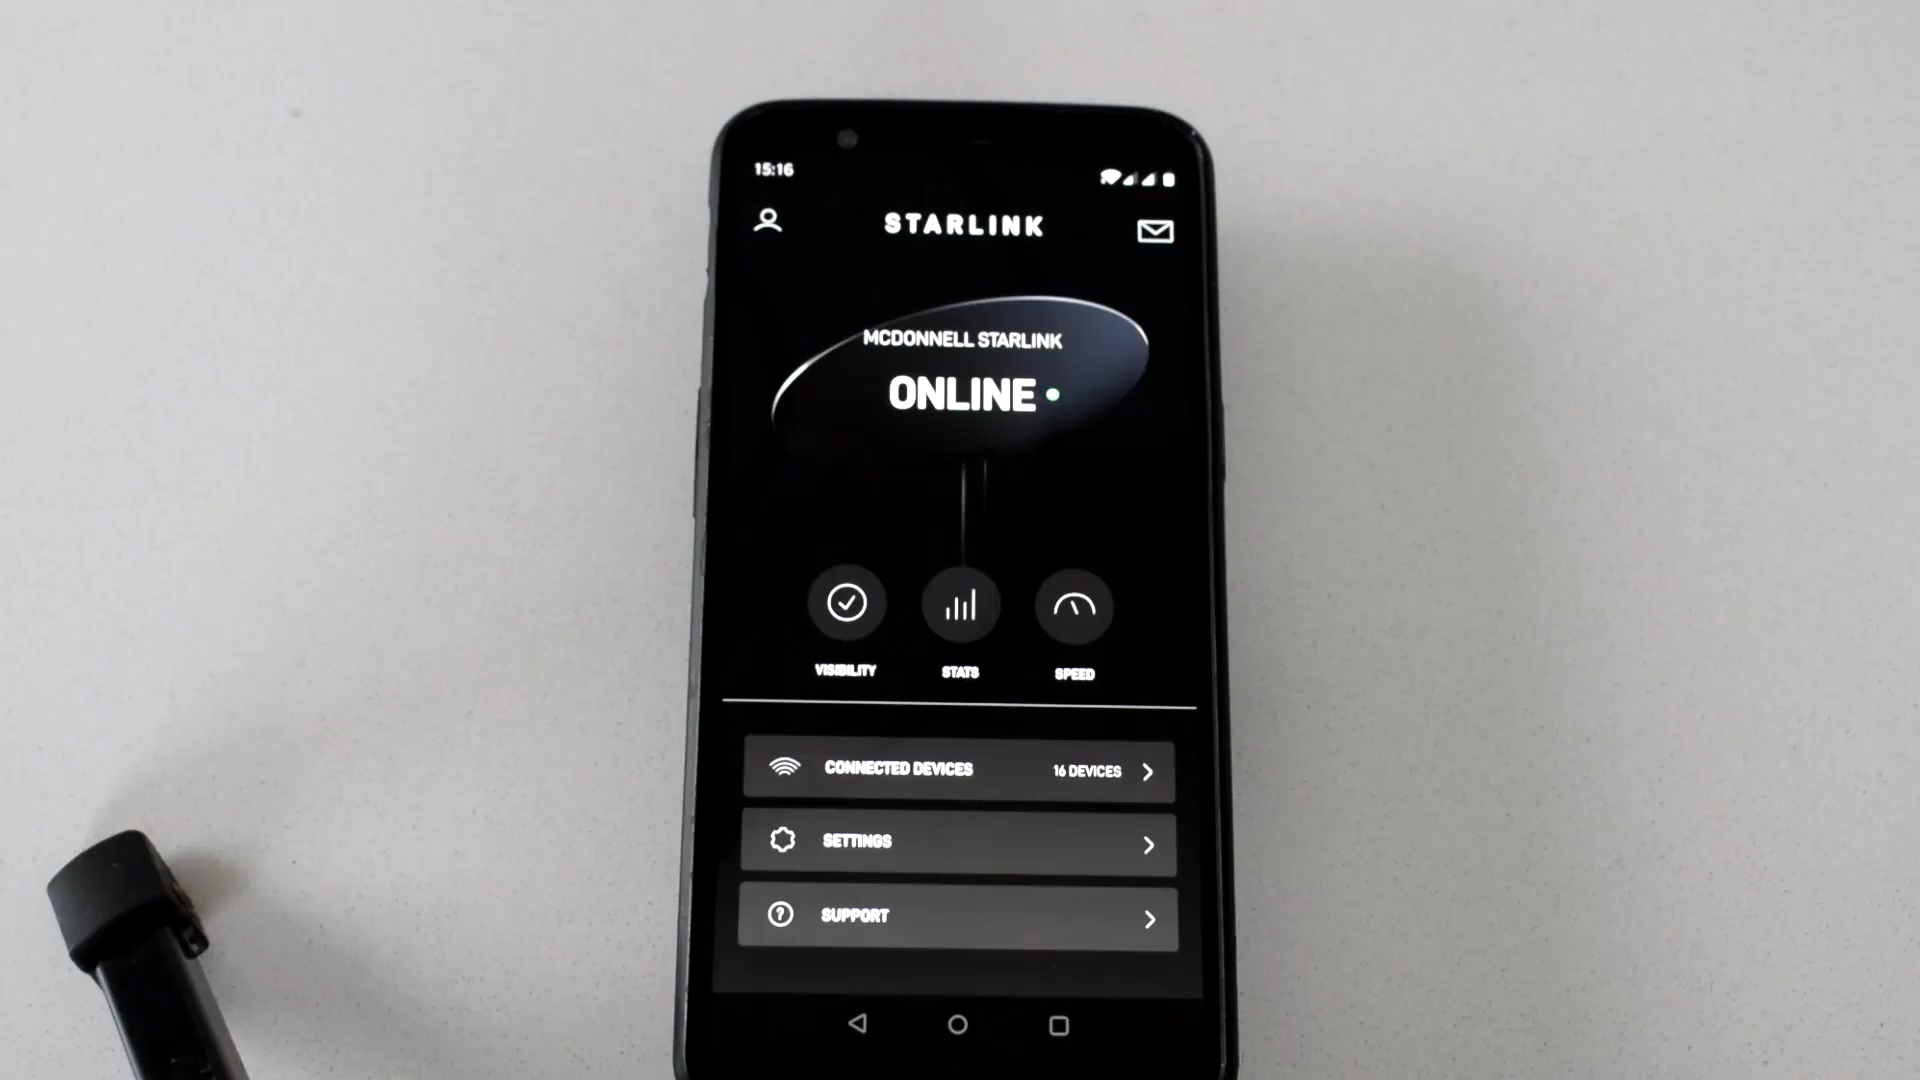 15:16
STARLINK
MCDONNELL STARLINK
ONLINE
VISIBILITY
STATS
SPEED
CONNECTED DEVICES 16 DEVICES
SETTINGS
SUPPORT